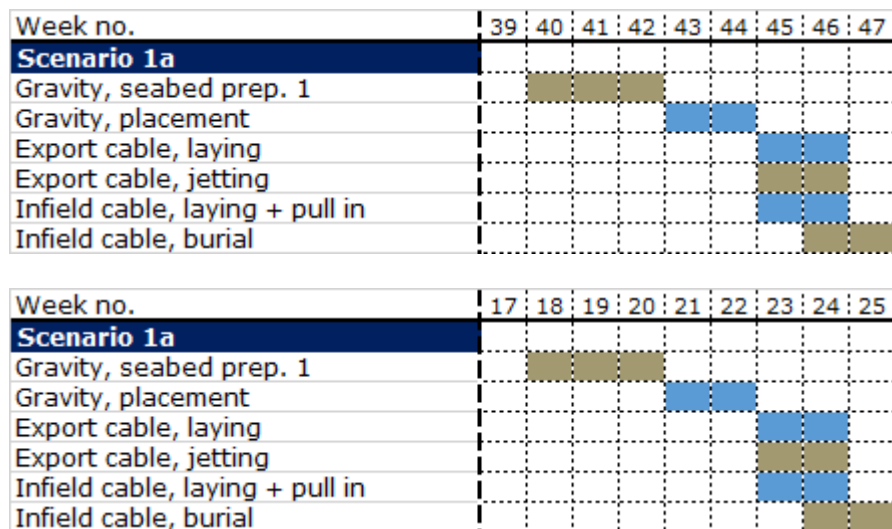 Week no. 39 40 41 42 43 44 45 46 47
Scenario 1a
Gravity, seabed prep. 1
Gravity, placement
Export cable, laying
Export cable, jetting
Infield cable, laying + pull in
Infield cable, burial
Week no. 17 18 19 20 21 22 23 24 25
Scenario 1a
Gravity, seabed prep. 1
Gravity, placement
Export cable, laying
Export cable, jetting
Infield cable, laying + pull in
Infield cable, burial